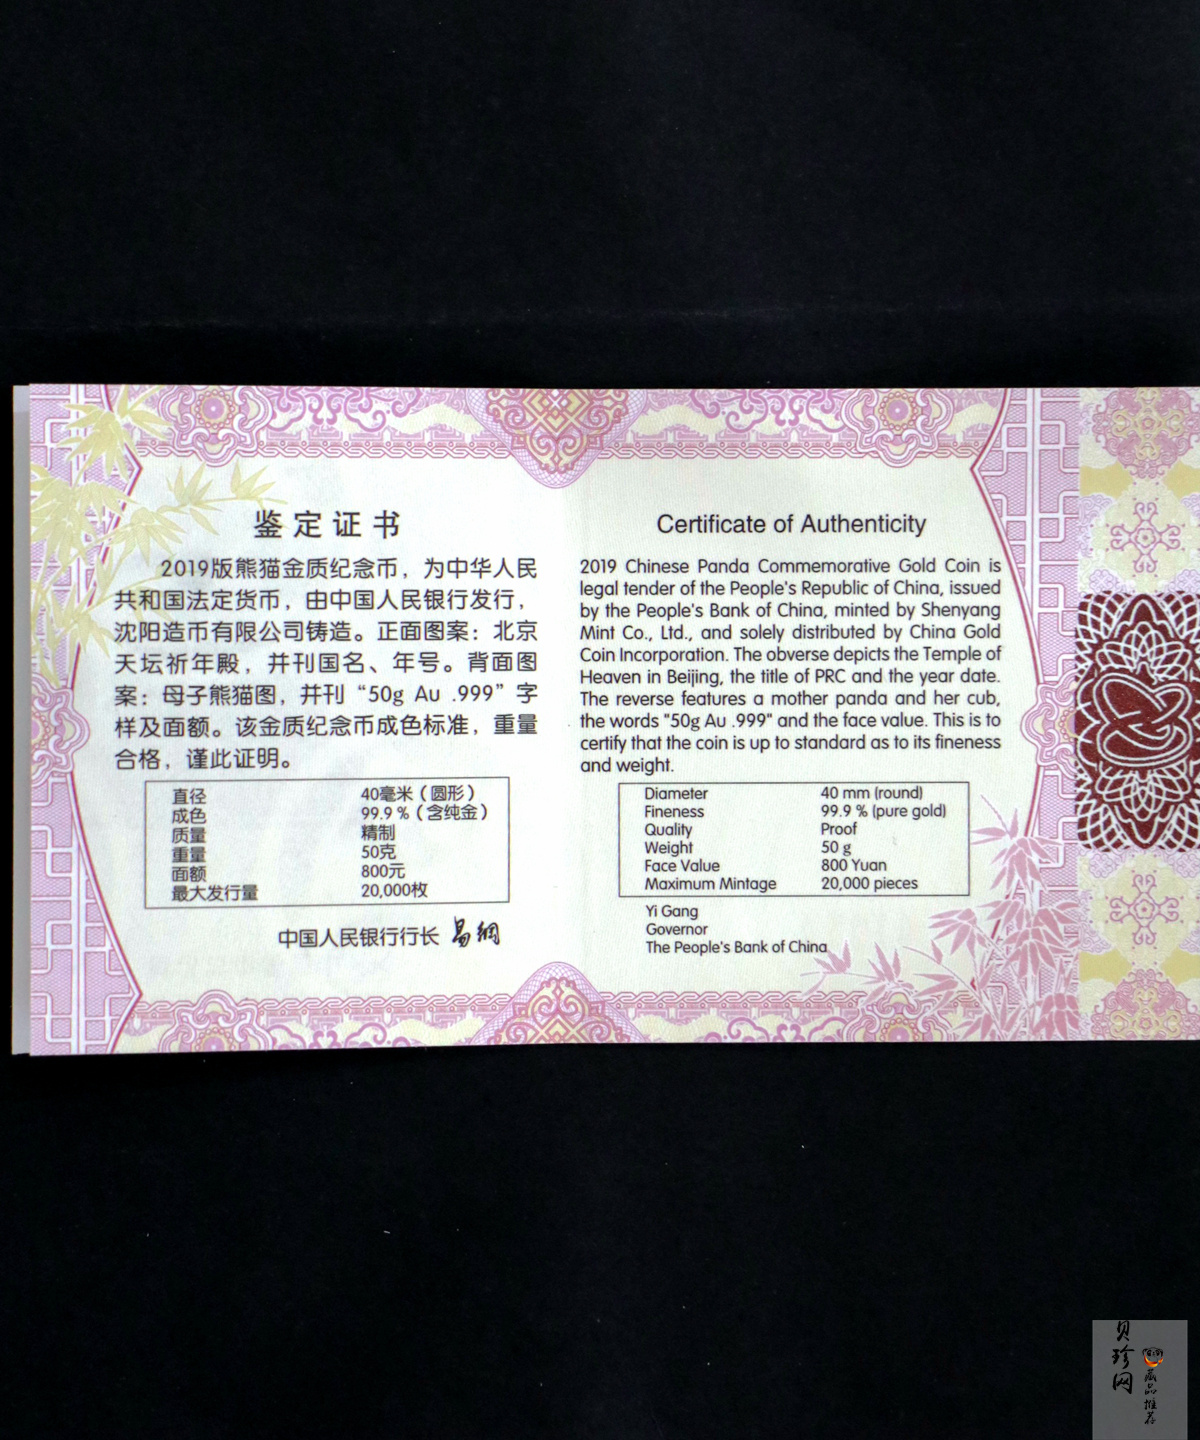 鉴定证书
2019版熊猫金质纪念币，为中华人民
共和国法定货币，由中国人民银行发行，
沈阳造币有限公司铸造。正面图案：北京
天坛祈年殿，并刊国名、年号。背面图
案：母子熊猫图，并刊“50g Au .999”字
样及面额。该金质纪念币成色标准，重量
合格，谨此证明。
直径 40毫米（圆形）
成色 99.9 %（含纯金）
质量 精制
重量 50克
面额 800元
最大发行量 20,000枚
中国人民银行行长 易纲
Certificate of Authenticity
2019 Chinese Panda Commemorative Gold Coin is
legal tender of the People's Republic of China, issued
by the People's Bank of China, minted by Shenyang
Mint Co., Ltd., and solely distributed by China Gold
Coin Incorporation. The obverse depicts the Temple of
Heaven in Beijing, the title of PRC and the year date.
The reverse features a mother panda and her cub,
the words "50g Au .999" and the face value. This is to
certify that the coin is up to standard as to its fineness
and weight.
Diameter 40 mm (round)
Fineness 99.9 % (pure gold)
Quality Proof
Weight 50 g
Face Value 800 Yuan
Maximum Mintage 20,000 pieces
Yi Gang
Governor
The People's Bank of China
贝珍网
藏品推荐